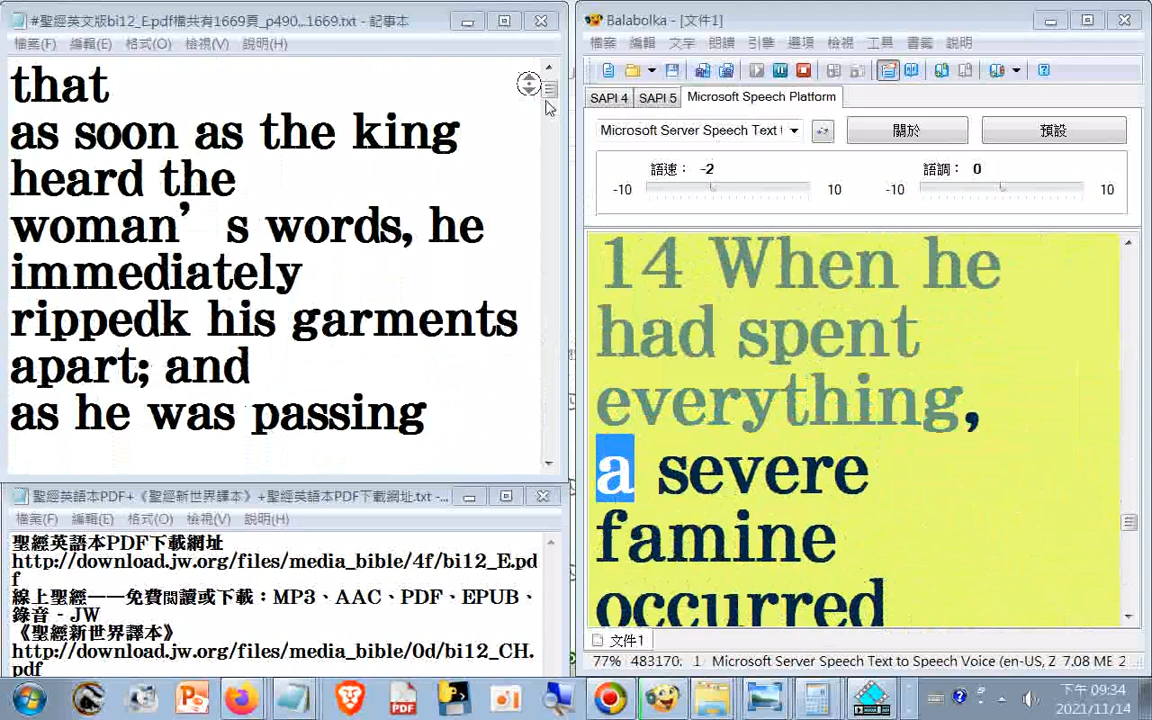 #聖經英文版bi12_Epdf檔共有1669頁_p490,..1669.txt - 記事本
檔案(F) 編輯(E) 格式(O) 檢視(V) 說明(H)
that
as soon as the king
heard the
woman’s words, he
immediately
rippedk his garments
apart; and
as he was passing
聖經英語本PDF+《聖經新世界譯本》+聖經英語本PDF下載網址.txt -...
檔案(F) 編輯(E) 格式(O) 檢視(V) 說明(H)
聖經英語本PDF下載網址
http://download.jw.org/files/media_bible/4f/bi12_E.pd
f
線上聖經——免費閱讀或下載：MP3、AAC、PDF、EPUB、
錄音 - JW
《聖經新世界譯本》
http://download.jw.org/files/media_bible/0d/bi12_CH.
pdf
Balabolka - [文件1]
檔案 編輯 文字 朗讀 引擎 選項 檢視 工具 書籤 說明
SAPI 4 SAPI 5 Microsoft Speech Platform
Microsoft Server Speech Text 關於 預設
語速： -2 語調： 0
-10 10 -10 10
14 When he
had spent
everything,
a severe
famine
occurred
文件1
77% 483170: 1 Microsoft Server Speech Text to Speech Voice (en-US, Z 7.08 MB 2
PDF
下午 09:34
2021/11/14